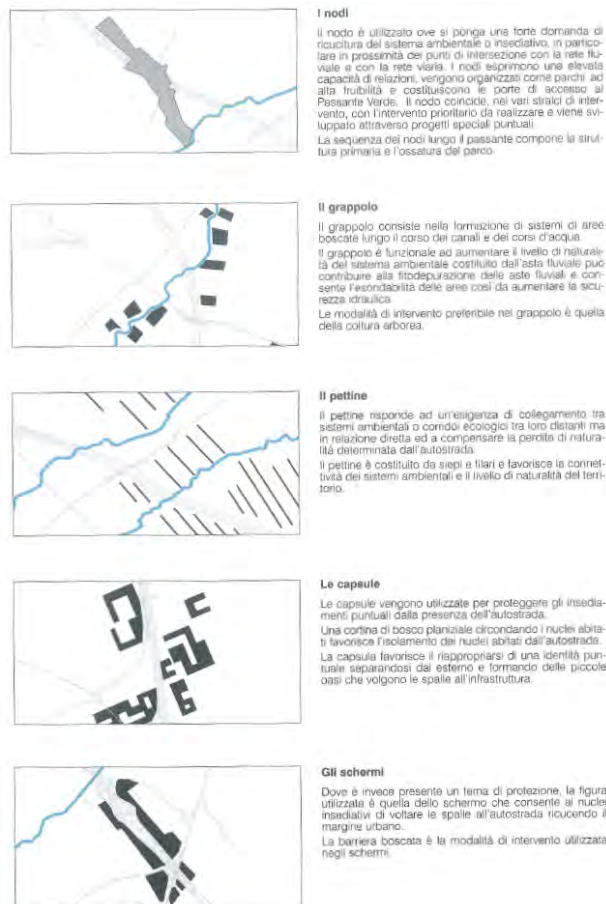 I nodi
Il nodo è utilizzato ove si ponga una forte domanda di
ricucitura del sistema ambientale o insediativo, in partico-
lare in prossimità dei punti di intersezione con la rete flu-
viale e con la rete viaria. I nodi esprimono una elevata
capacità di relazioni, vengono organizzati come parchi ad
alta fruibilità e costituiscono le porte di accesso al
Passante Verde. Il nodo coincide, nei vari stralci di inter-
vento, con l'intervento prioritario da realizzare e viene svi-
luppato attraverso progetti speciali puntuali.
La sequenza dei nodi lungo il passante compone la strut-
tura primaria e l'ossatura del parco.
Il grappolo
Il grappolo consiste nella formazione di sistemi di aree
boscate lungo il corso dei canali e dei corsi d'acqua.
Il grappolo è funzionale ad aumentare il livello di naturali-
tà del sistema ambientale costituito dall'asta fluviale può
contribuire alla fitodepurazione delle aste fluviali e con-
sente l'esondabilità delle aree così da aumentare la sicu-
rezza idraulica.
Le modalità di intervento preferibile nel grappolo è quella
della coltura arborea.
Il pettine
Il pettine risponde ad un'esigenza di collegamento tra
sistemi ambientali o corridoi ecologici tra loro distanti ma
in relazione diretta ed a compensare la perdita di natura-
lità determinata dall'autostrada.
Il pettine è costituito da siepi e filari e favorisce la connet-
tività dei sistemi ambientali e il livello di naturalità del terri-
torio.
Le capsule
Le capsule vengono utilizzate per proteggere gli insedia-
menti puntuali dalla presenza dell'autostrada.
Una cortina di bosco planiziale circondando i nuclei abita-
ti favorisce l'isolamento dei nuclei abitati dall'autostrada.
La capsula favorisce il riappropriarsi di una identità pun-
tuale separandosi dal esterno e formando delle piccole
oasi che volgono le spalle all'infrastruttura.
Gli schermi
Dove è invece presente un tema di protezione, la figura
utilizzata è quella dello schermo che consente ai nuclei
insediativi di voltare le spalle all'autostrada ricucendo il
margine urbano.
La barriera boscata è la modalità di intervento utilizzata
negli schermi.